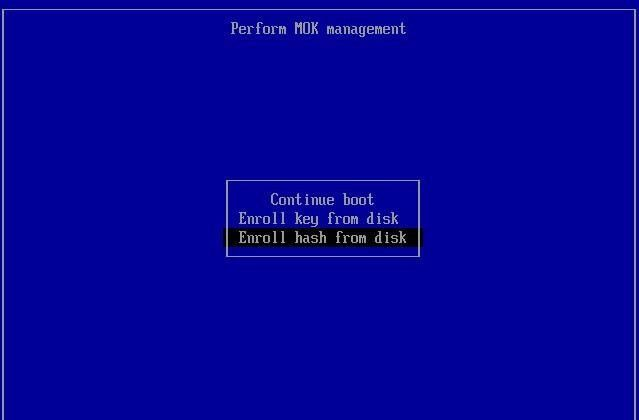 Perform MOK management
Continue boot
Enroll key from disk
Enroll hash from disk